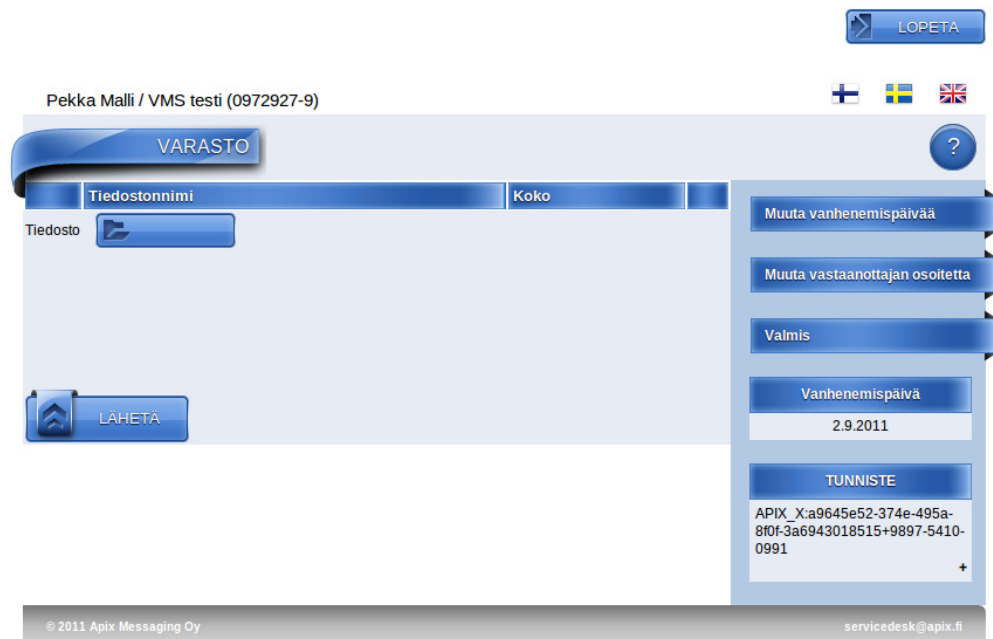 LOPETA
Pekka Malli / VMS testi (0972927-9)
VARASTO
?
Tiedostonnimi Koko
Tiedosto
LÄHETÄ
Muuta vanhenemispäivää
Muuta vastaanottajan osoitetta
Valmis
Vanhenemispäivä
2.9.2011
TUNNISTE
APIX_X:a9645e52-374e-495a-
8f0f-3a6943018515+9897-5410-
0991
+
© 2011 Apix Messaging Oy servicedesk@apix.fi